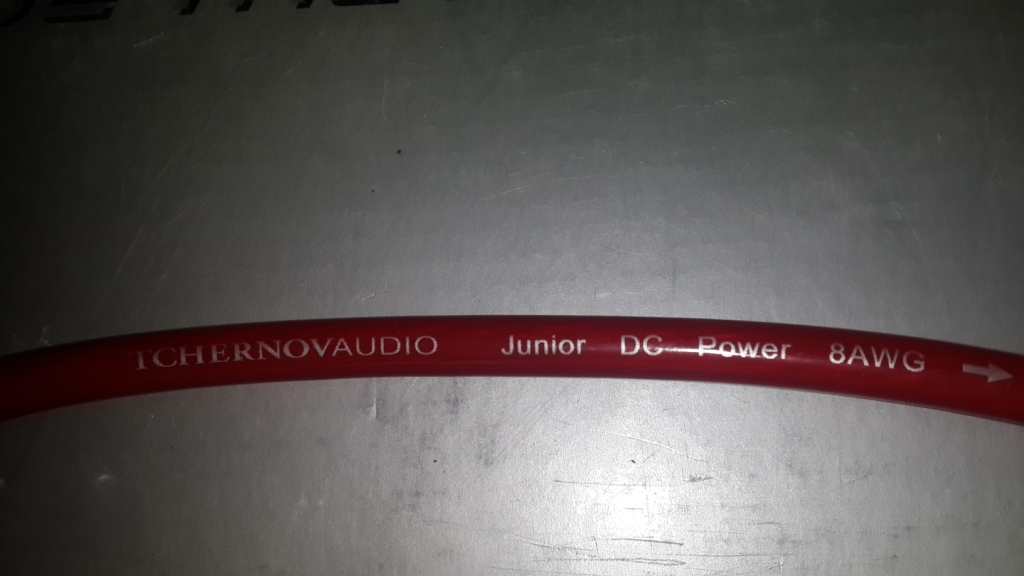 TCHERNOVAUDIO Junior DC Power 8AWG →